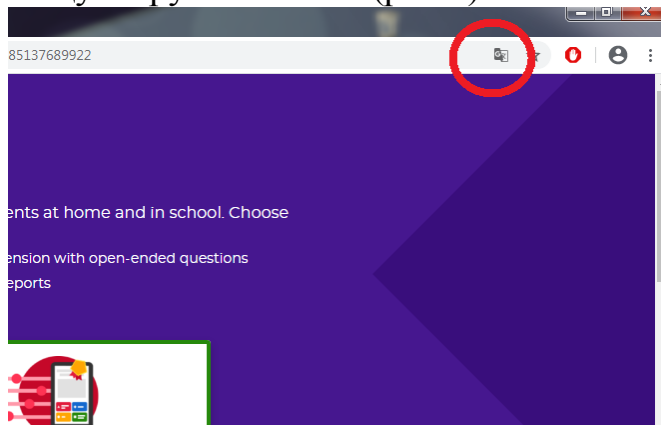 85137689922
ents at home and in school. Choose
ension with open-ended questions
eports